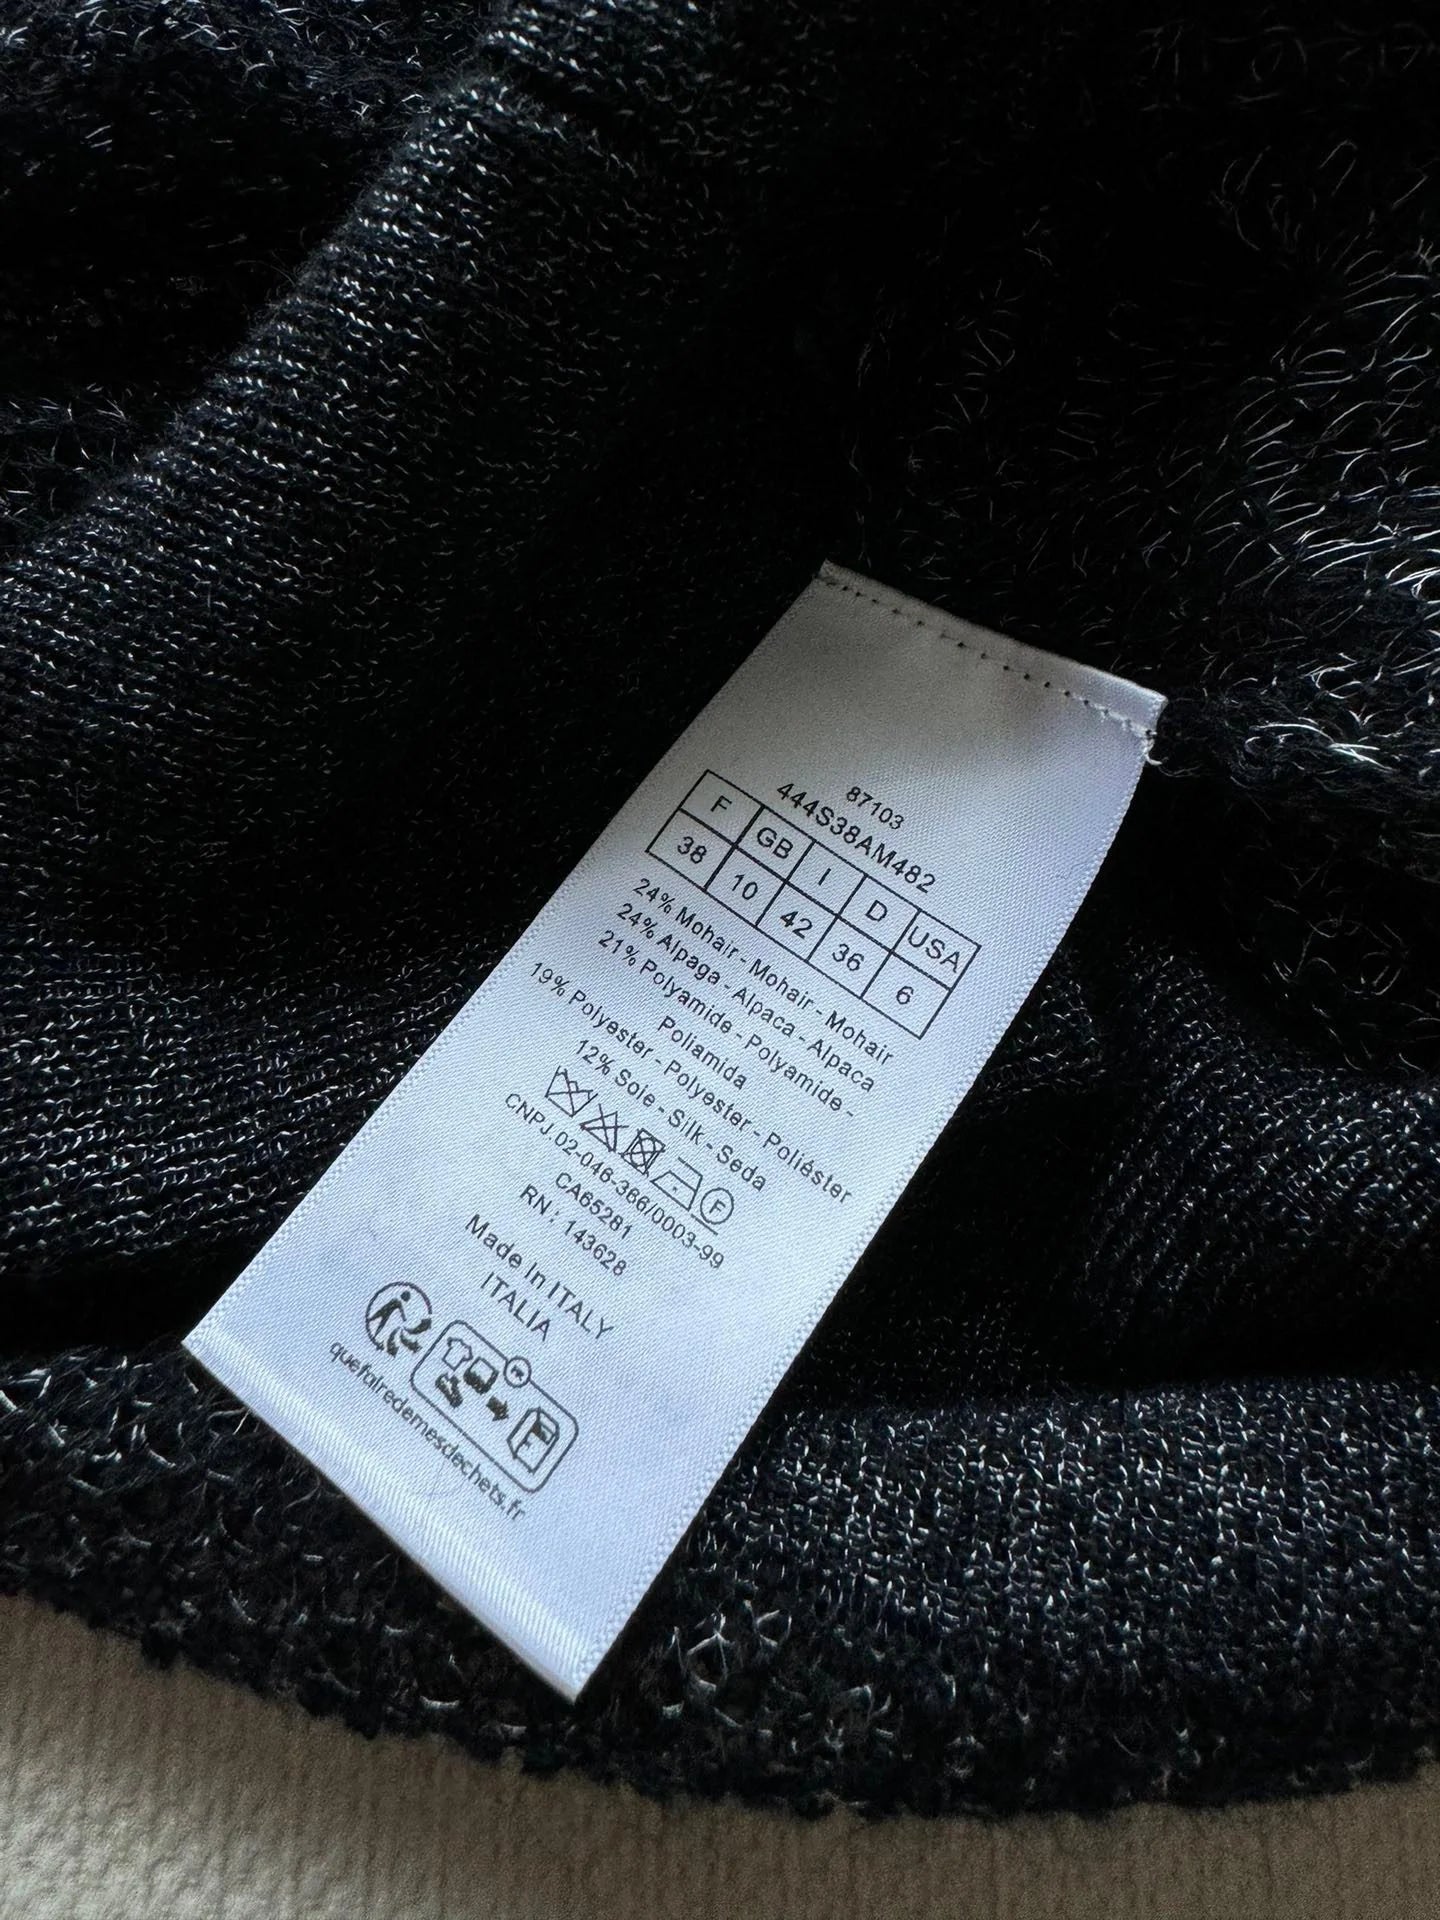 87103
444S38AM482
F GB I D USA
38 10 42 36 6
24% Mohair - Mohair - Mohair
24% Alpaga - Alpaca - Alpaca
21% Polyamide - Polyamide -
Poliamida
19% Polyester - Polyester - Poliéster
12% Soie - Silk - Seda
F
CNPJ.02-046-366/0003-99
CA65281
RN : 143628
Made In ITALY
ITALIA
FR
quefairedemesdechets.fr